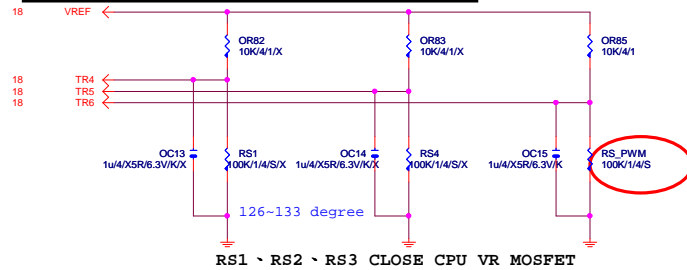 18 VREF
OR82
10K/4/1/X
OR83
10K/4/1/X
OR85
10K/4/1
18 TR4
18 TR5
18 TR6
OC13
1u/4/X5R/6.3V/K/X
RS1
100K/1/4/S/X
OC14
1u/4/X5R/6.3V/K/X
RS4
100K/1/4/S/X
OC15
1u/4/X5R/6.3V/K
RS_PWM
100K/1/4/S
126~133 degree
RS1、RS2、RS3 CLOSE CPU VR MOSFET